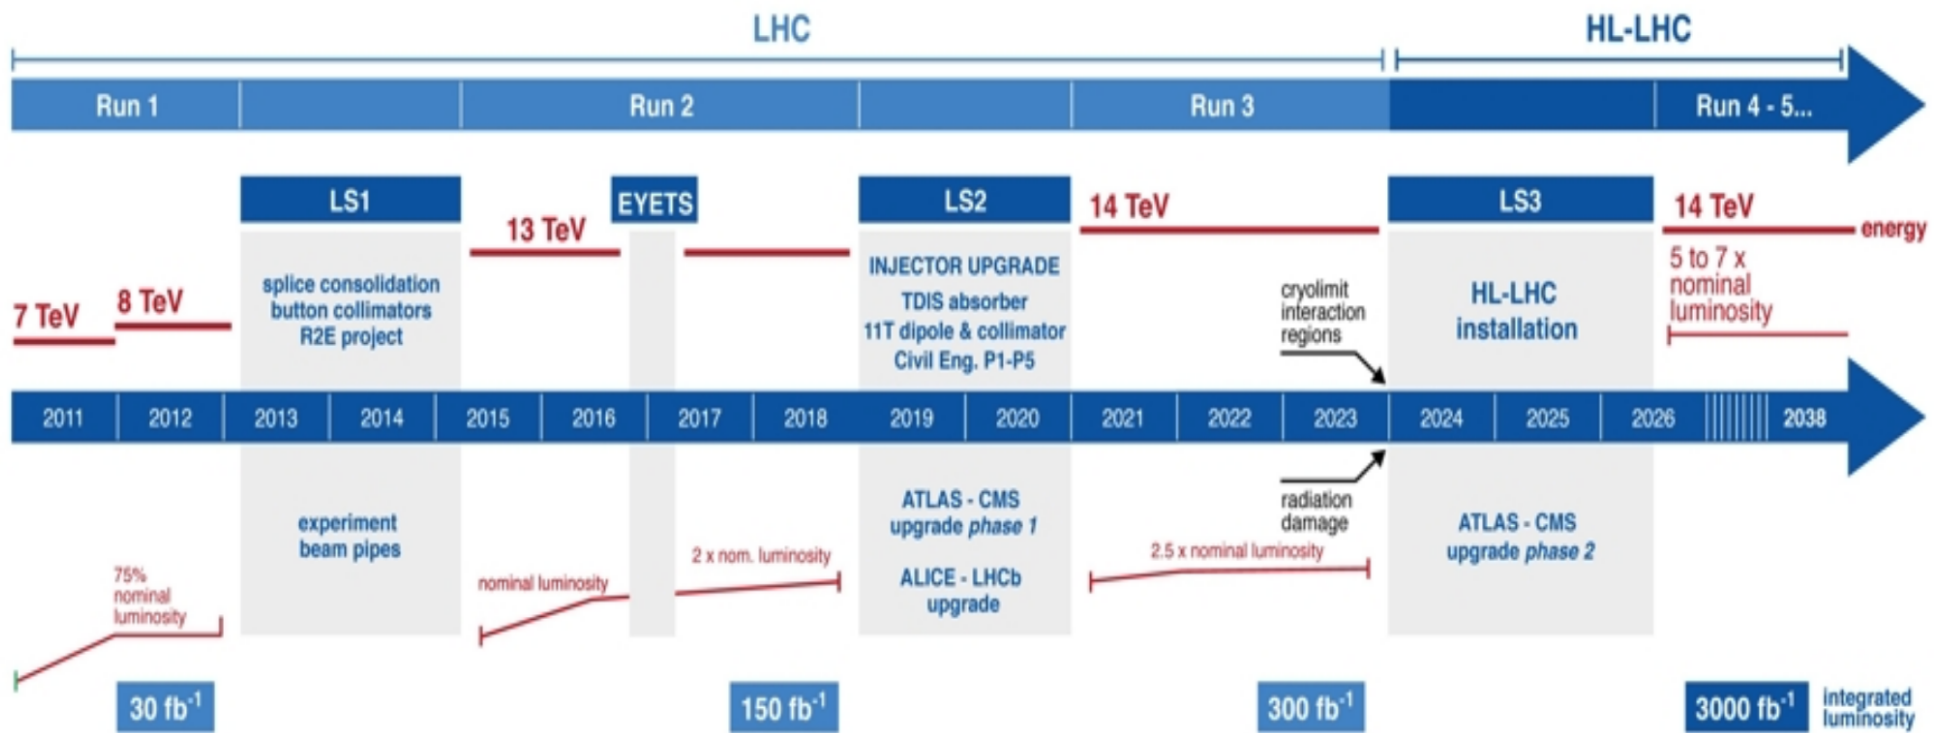 LHC
HL-LHC
Run 1
Run 2
Run 3
Run 4 - 5...
LS1
EYETS
LS2
14 TeV
LS3
14 TeV
13 TeV
energy
splice consolidation
button collimators
R2E project
INJECTOR UPGRADE
TDIS absorber
11T dipole & collimator
Civil Eng. P1-P5
cryolimit
interaction
regions
HL-LHC
installation
5 to 7 x
nominal
luminosity
7 TeV
8 TeV
2011
2012
2013
2014
2015
2016
2017
2018
2019
2020
2021
2022
2023
2024
2025
2026
2038
experiment
beam pipes
ATLAS - CMS
upgrade phase 1
ALICE - LHCb
upgrade
radiation
damage
ATLAS - CMS
upgrade phase 2
75%
nominal
luminosity
nominal luminosity
2 x nom. luminosity
2.5 x nominal luminosity
30 fb⁻¹
150 fb⁻¹
300 fb⁻¹
3000 fb⁻¹
integrated
luminosity